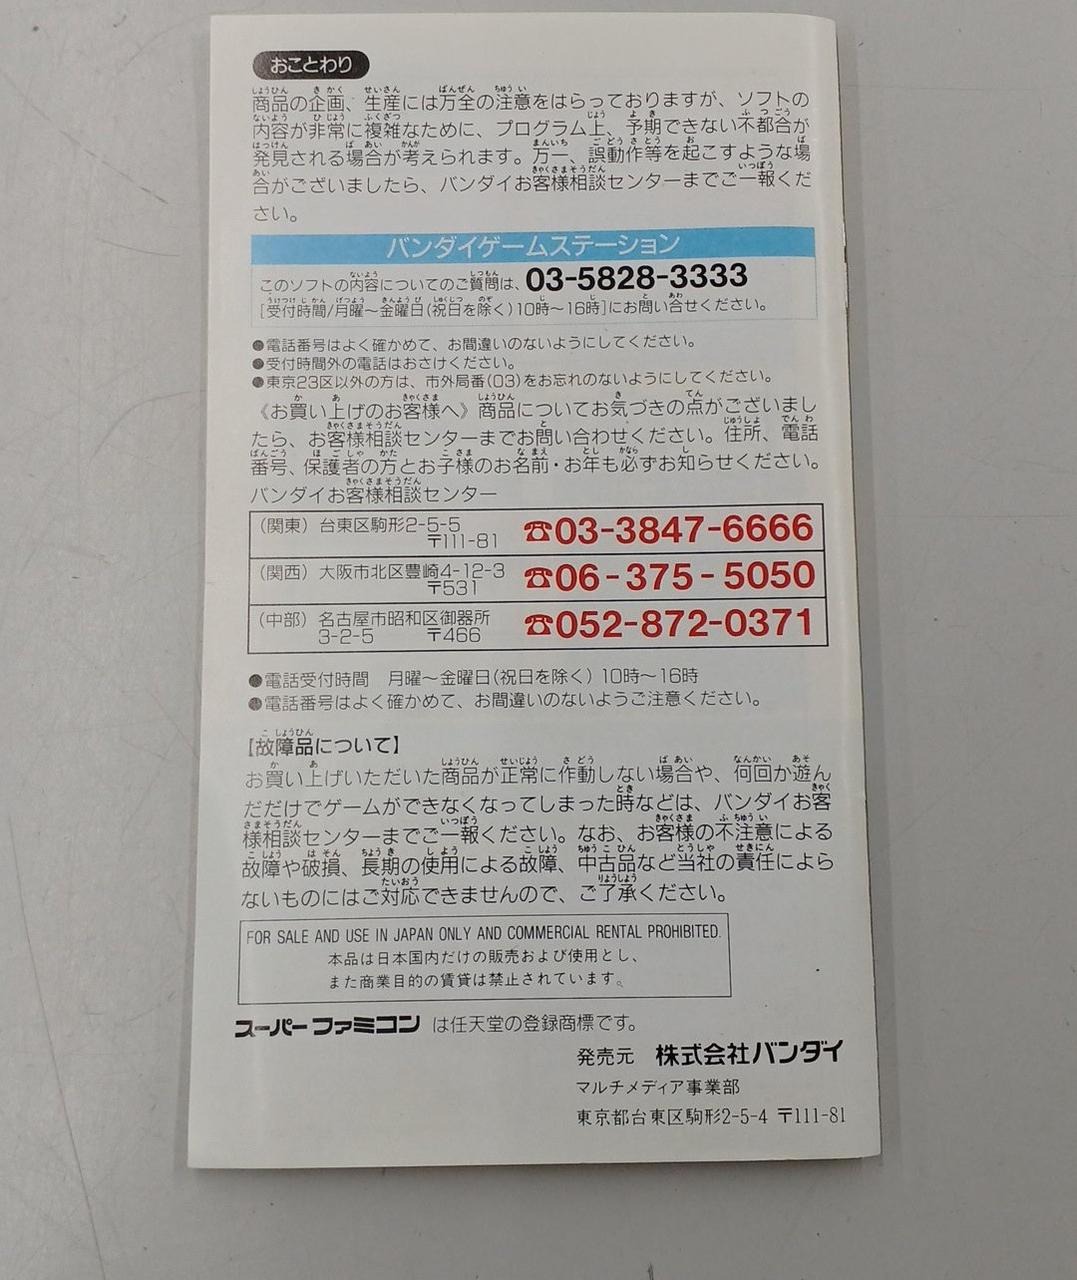 おことわり
商品の企画、生産には万全の注意をはらっておりますが、ソフトの
内容が非常に複雑なために、プログラム上、予期できない不都合が
発見される場合が考えられます。万一、誤動作等を起こすような場
合がございましたら、バンダイお客様相談センターまでご一報くだ
さい。
バンダイゲームステーション
このソフトの内容についてのご質問は、03-5828-3333
[受付時間/月曜〜金曜日(祝日を除く)10時〜16時]にお問い合せください。
●電話番号はよく確かめて、お間違いのないようにしてください。
●受付時間外の電話はおさけください。
●東京23区以外の方は、市外局番(03)をお忘れのないようにしてください。
《お買い上げのお客様へ》商品についてお気づきの点がございまし
たら、お客様相談センターまでお問い合わせください。住所、電話
番号、保護者の方とお子様のお名前・お年も必ずお知らせください。
バンダイお客様相談センター
(関東) 台東区駒形2-5-5
〒111-81 ☎03-3847-6666
(関西) 大阪市北区豊崎4-12-3
〒531 ☎06-375-5050
(中部) 名古屋市昭和区御器所
3-2-5 〒466 ☎052-872-0371
●電話受付時間 月曜〜金曜日(祝日を除く) 10時〜16時
●電話番号はよく確かめて、お間違いのないようご注意ください。
【故障品について】
お買い上げいただいた商品が正常に作動しない場合や、何回か遊ん
だだけでゲームができなくなってしまった時などは、バンダイお客
様相談センターまでご一報ください。なお、お客様の不注意による
故障や破損、長期の使用による故障、中古品など当社の責任によら
ないものにはご対応できませんので、ご了承ください。
FOR SALE AND USE IN JAPAN ONLY AND COMMERCIAL RENTAL PROHIBITED.
本品は日本国内だけの販売および使用とし、
また商業目的の賃貸は禁止されています。
スーパーファミコン は任天堂の登録商標です。
発売元 株式会社バンダイ
マルチメディア事業部
東京都台東区駒形2-5-4 〒111-81